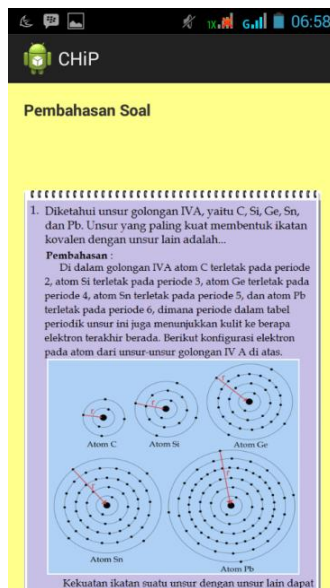 1X G 06:58
CHiP
Pembahasan Soal
1. Diketahui unsur golongan IVA, yaitu C, Si, Ge, Sn,
dan Pb. Unsur yang paling kuat membentuk ikatan
kovalen dengan unsur lain adalah...
Pembahasan :
Di dalam golongan IVA atom C terletak pada periode
2, atom Si terletak pada periode 3, atom Ge terletak pada
periode 4, atom Sn terletak pada periode 5, dan atom Pb
terletak pada periode 6, dimana periode dalam tabel
periodik unsur ini juga menunjukkan kulit ke berapa
elektron terakhir berada. Berikut konfigurasi elektron
pada atom dari unsur-unsur golongan IV A di atas.
Atom C Atom Si Atom Ge
Atom Sn Atom Pb
Kekuatan ikatan suatu unsur dengan unsur lain dapat